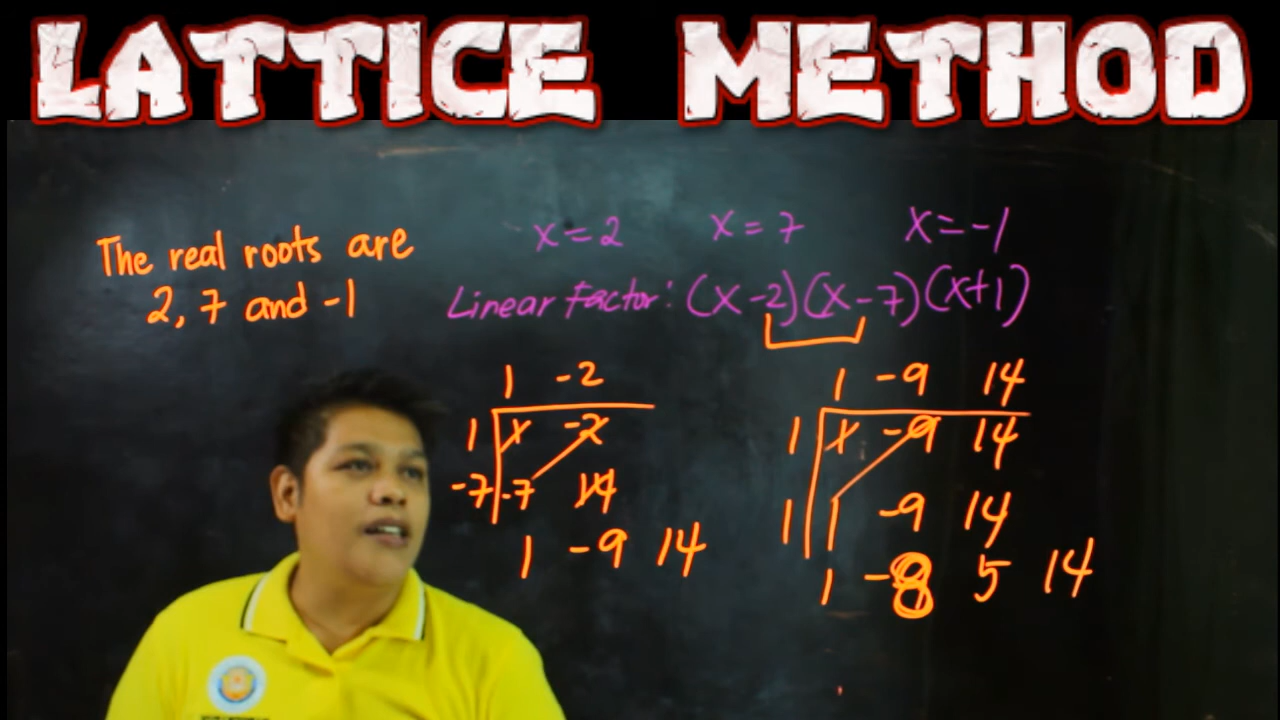 LATTICE METHOD
The real roots are
2, 7 and -1
x = 2 x = 7 x = -1
Linear Factor: (x -2)(x -7)(x+1)
1 -2
1 1 -2
-7 -7 14
1 -9 14
1 -9 14
1 1 -9 14
1 1 -9 14
1 -8 5 14